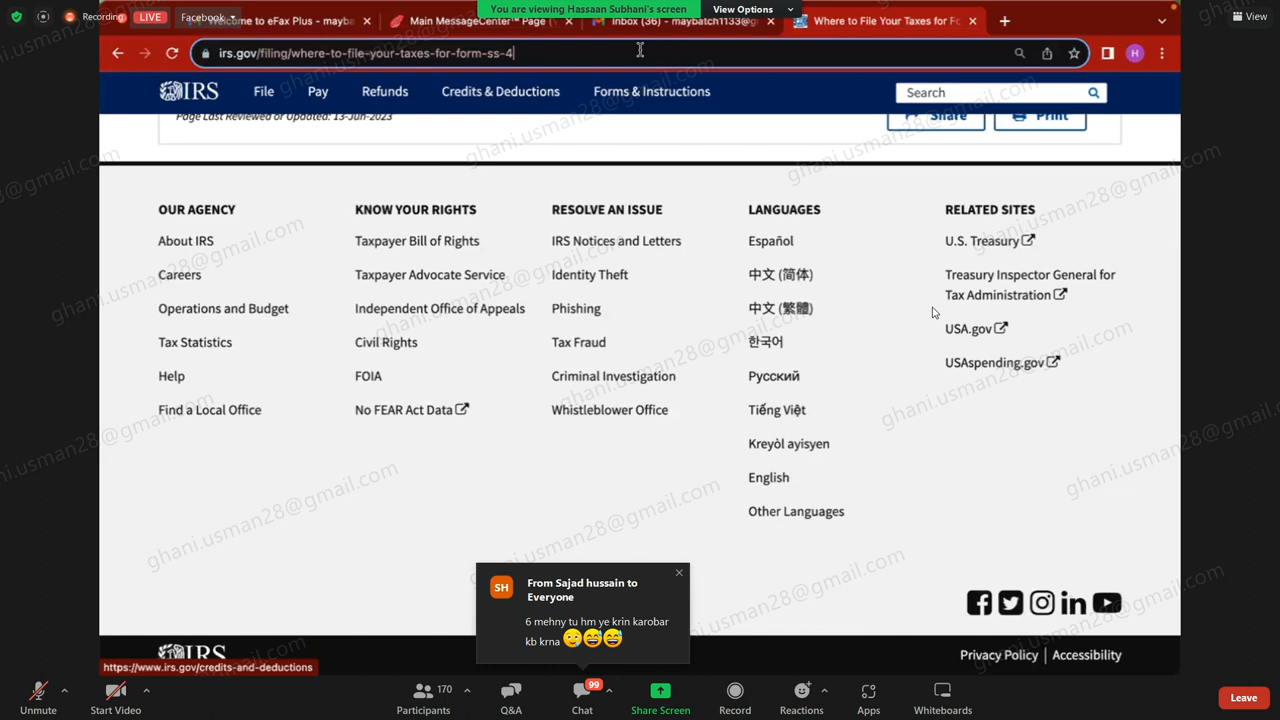 Recording
LIVE
Facebook
You are viewing Hassaan Subhani's screen
View Options
View
Welcome to eFax Plus - mayba
Main MessageCenter™ Page (
Inbox (36) - maybatch1133@g
Where to File Your Taxes for Fo
irs.gov/filing/where-to-file-your-taxes-for-form-ss-4
H
IRS
File
Pay
Refunds
Credits & Deductions
Forms & Instructions
Search
Page Last Reviewed or Updated: 13-Jun-2023
Share
Print
OUR AGENCY
About IRS
Careers
Operations and Budget
Tax Statistics
Help
Find a Local Office
KNOW YOUR RIGHTS
Taxpayer Bill of Rights
Taxpayer Advocate Service
Independent Office of Appeals
Civil Rights
FOIA
No FEAR Act Data
RESOLVE AN ISSUE
IRS Notices and Letters
Identity Theft
Phishing
Tax Fraud
Criminal Investigation
Whistleblower Office
LANGUAGES
Español
中文 (简体)
中文 (繁體)
한국어
Русский
Tiếng Việt
Kreyòl ayisyen
English
Other Languages
RELATED SITES
U.S. Treasury
Treasury Inspector General for
Tax Administration
USA.gov
USAspending.gov
SH
From Sajad hussain to
Everyone
6 mehny tu hm ye krin karobar
kb krna 😉😅😅
IRS
Privacy Policy | Accessibility
https://www.irs.gov/credits-and-deductions
Unmute
Start Video
170
Participants
Q&A
99
Chat
Share Screen
Record
Reactions
Apps
Whiteboards
Leave
ghani.usman28@gmail.com